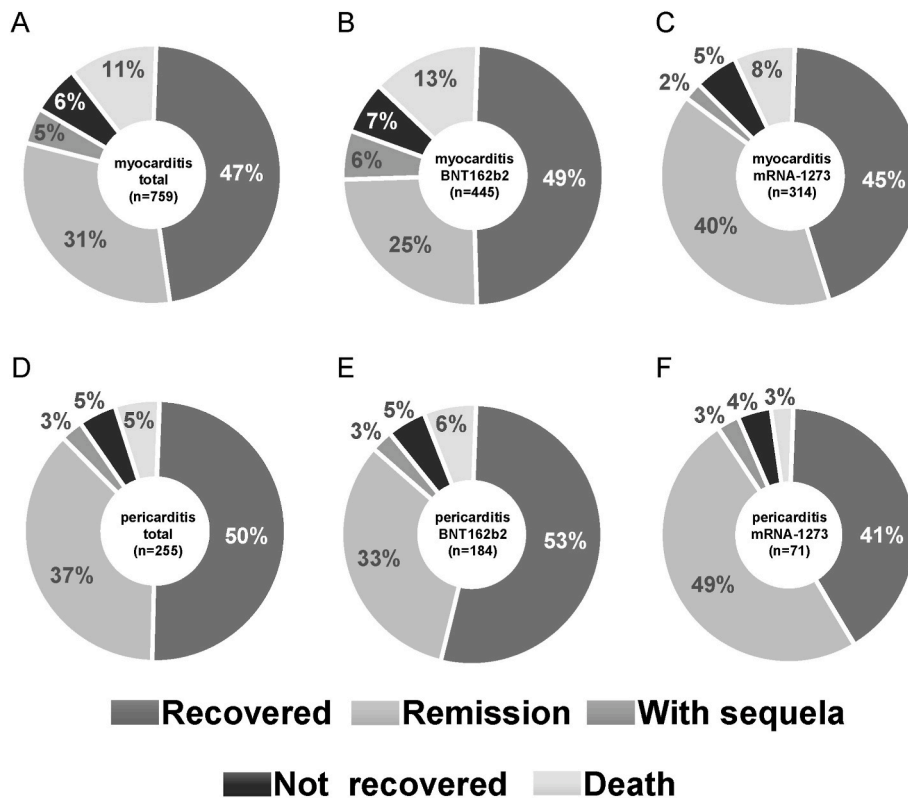 A
B
C
11%
6%
5%
47%
31%
myocarditis
total
(n=759)
13%
7%
6%
49%
25%
myocarditis
BNT162b2
(n=445)
5%
8%
2%
45%
40%
myocarditis
mRNA-1273
(n=314)
D
E
F
5%
5%
3%
50%
37%
pericarditis
total
(n=255)
5%
6%
3%
53%
33%
pericarditis
BNT162b2
(n=184)
4%
3%
3%
41%
49%
pericarditis
mRNA-1273
(n=71)
Recovered Remission With sequela
Not recovered Death